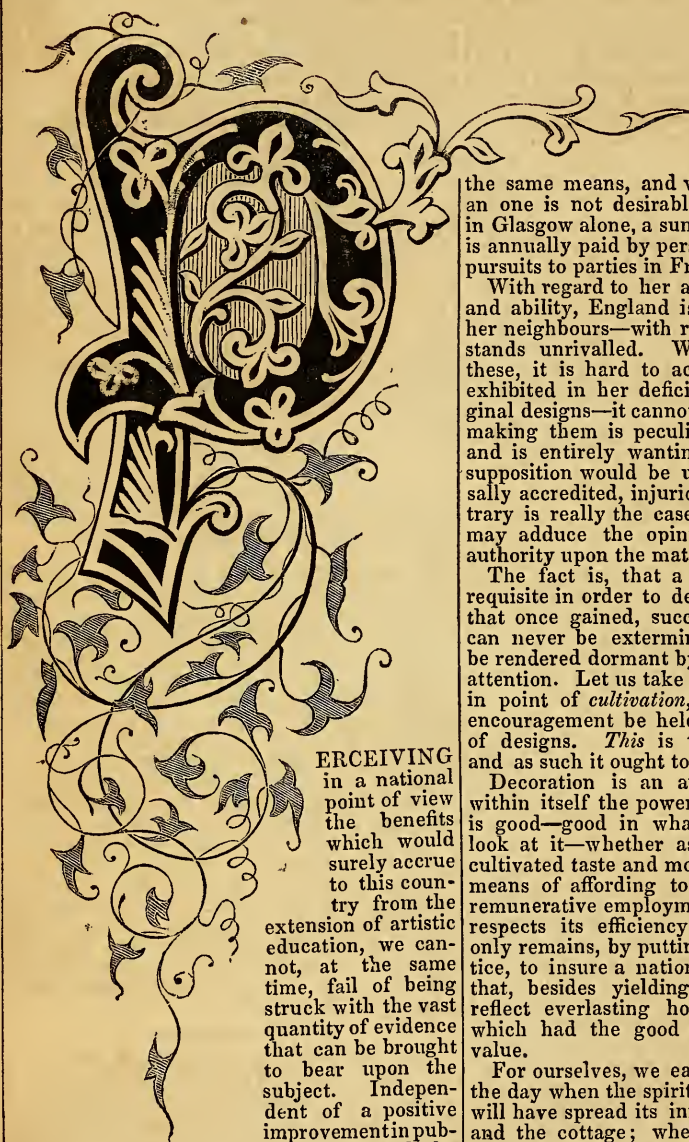 P
ERCEIVING
in a national
point of view
the benefits
which would
surely accrue
to this coun-
try from the
extension of artistic
education, we can-
not, at the same
time, fail of being
struck with the vast
quantity of evidence
that can be brought
to bear upon the
subject. Indepen-
dent of a positive
improvement in pub-
the same means, and
an one is not desirabl
in Glasgow alone, a sun
is annually paid by per
pursuits to parties in Fr
With regard to her a
and ability, England is
her neighbours—with r
stands unrivalled. W
these, it is hard to ac
exhibited in her defici
ginal designs—it canno
making them is peculi
and is entirely wantin
supposition would be u
sally accredited, injuric
trary is really the case
may adduce the opin
authority upon the mat
The fact is, that a
requisite in order to de
that once gained, succ
can never be extermin
be rendered dormant b
attention. Let us take
in point of cultivation,
encouragement be hel
of designs. This is
and as such it ought to
Decoration is an a
within itself the power
is good—good in wha
look at it—whether as
cultivated taste and mo
means of affording to
remunerative employm
respects its efficiency
only remains, by puttin
tice, to insure a nation
that, besides yielding
reflect everlasting ho
which had the good
value.
For ourselves, we ea
the day when the spirit
will have spread its in
and the cottage; whe